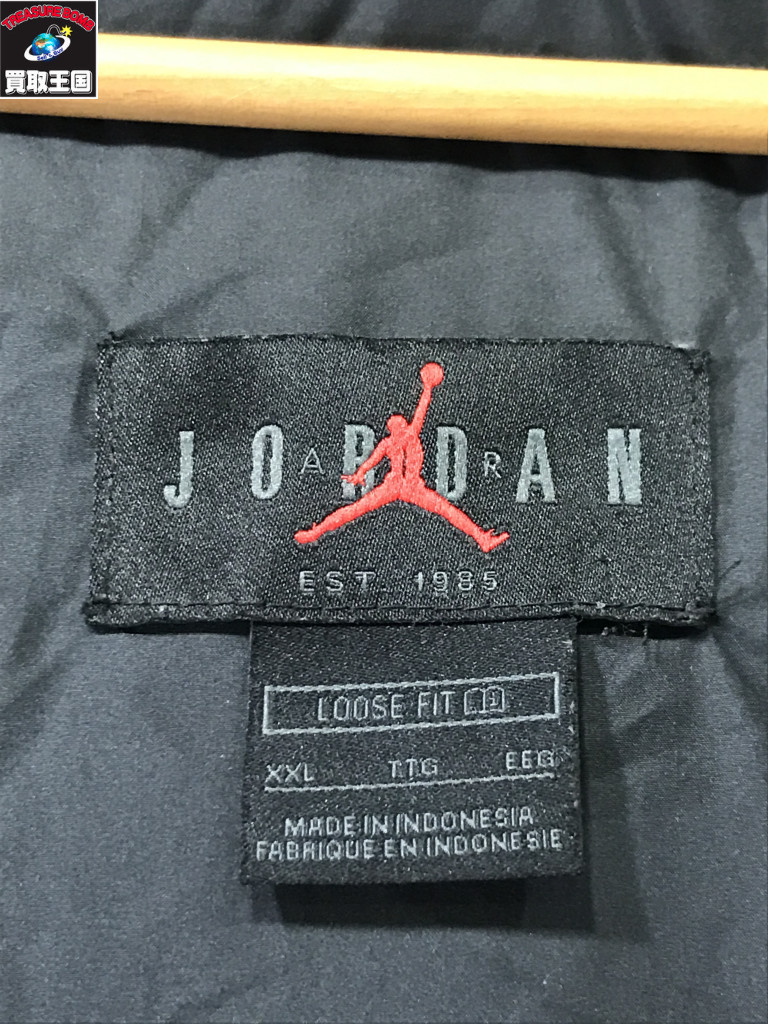 TREASURE BOMB
買取王国
JORDAN
AIR
EST. 1985
LOOSE FIT
XXL TTG EEG
MADE IN INDONESIA
FABRIQUE EN INDONESIE